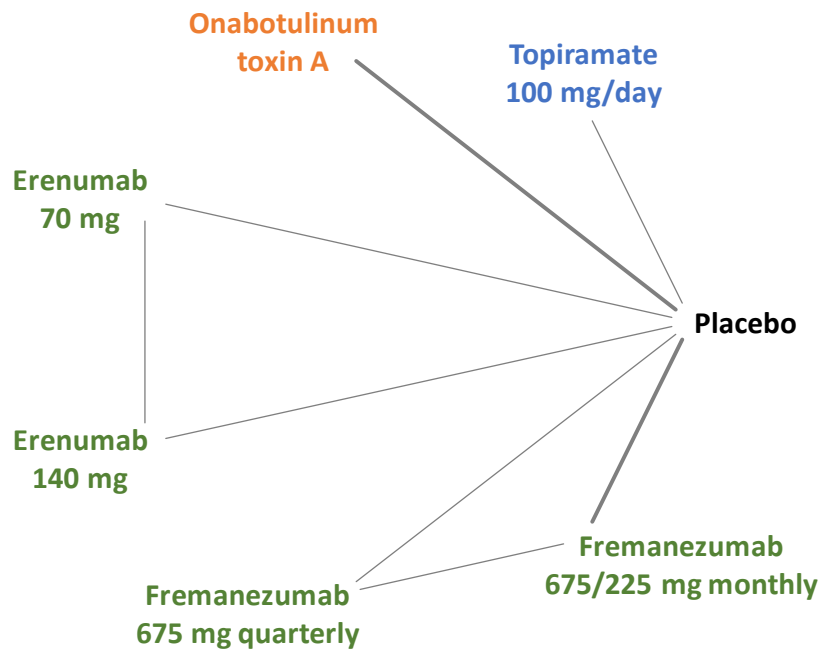 Onabotulinum
toxin A
Topiramate
100 mg/day
Erenumab
70 mg
Placebo
Erenumab
140 mg
Fremanezumab
675/225 mg monthly
Fremanezumab
675 mg quarterly